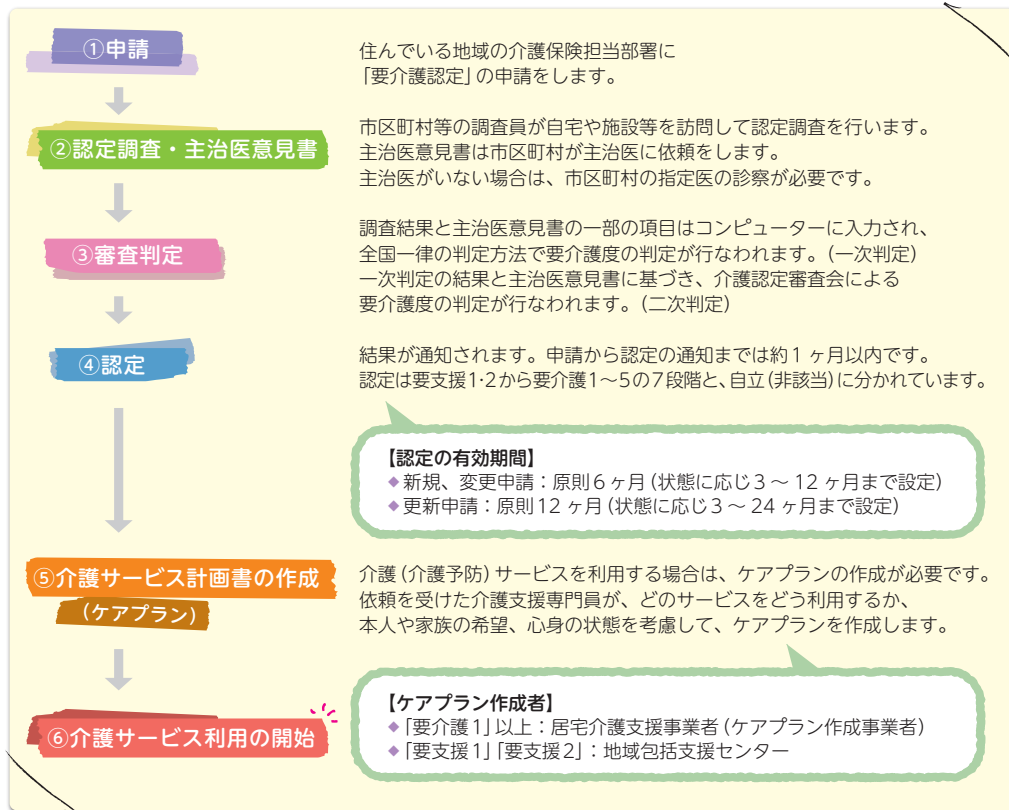 ①申請
住んでいる地域の介護保険担当部署に
「要介護認定」の申請をします。
②認定調査・主治医意見書
市区町村等の調査員が自宅や施設等を訪問して認定調査を行います。
主治医意見書は市区町村が主治医に依頼をします。
主治医がいない場合は、市区町村の指定医の診察が必要です。
③審査判定
調査結果と主治医意見書の一部の項目はコンピューターに入力され、
全国一律の判定方法で要介護度の判定が行なわれます。(一次判定)
一次判定の結果と主治医意見書に基づき、介護認定審査会による
要介護度の判定が行なわれます。(二次判定)
④認定
結果が通知されます。申請から認定の通知までは約1ヶ月以内です。
認定は要支援1・2から要介護1～5の7段階と、自立(非該当)に分かれています。
【認定の有効期間】
◆新規、変更申請：原則6ヶ月(状態に応じ3～12ヶ月まで設定)
◆更新申請：原則12ヶ月(状態に応じ3～24ヶ月まで設定)
⑤介護サービス計画書の作成
(ケアプラン)
介護(介護予防)サービスを利用する場合は、ケアプランの作成が必要です。
依頼を受けた介護支援専門員が、どのサービスをどう利用するか、
本人や家族の希望、心身の状態を考慮して、ケアプランを作成します。
【ケアプラン作成者】
◆「要介護1」以上：居宅介護支援事業者(ケアプラン作成事業者)
◆「要支援1」「要支援2」：地域包括支援センター
⑥介護サービス利用の開始